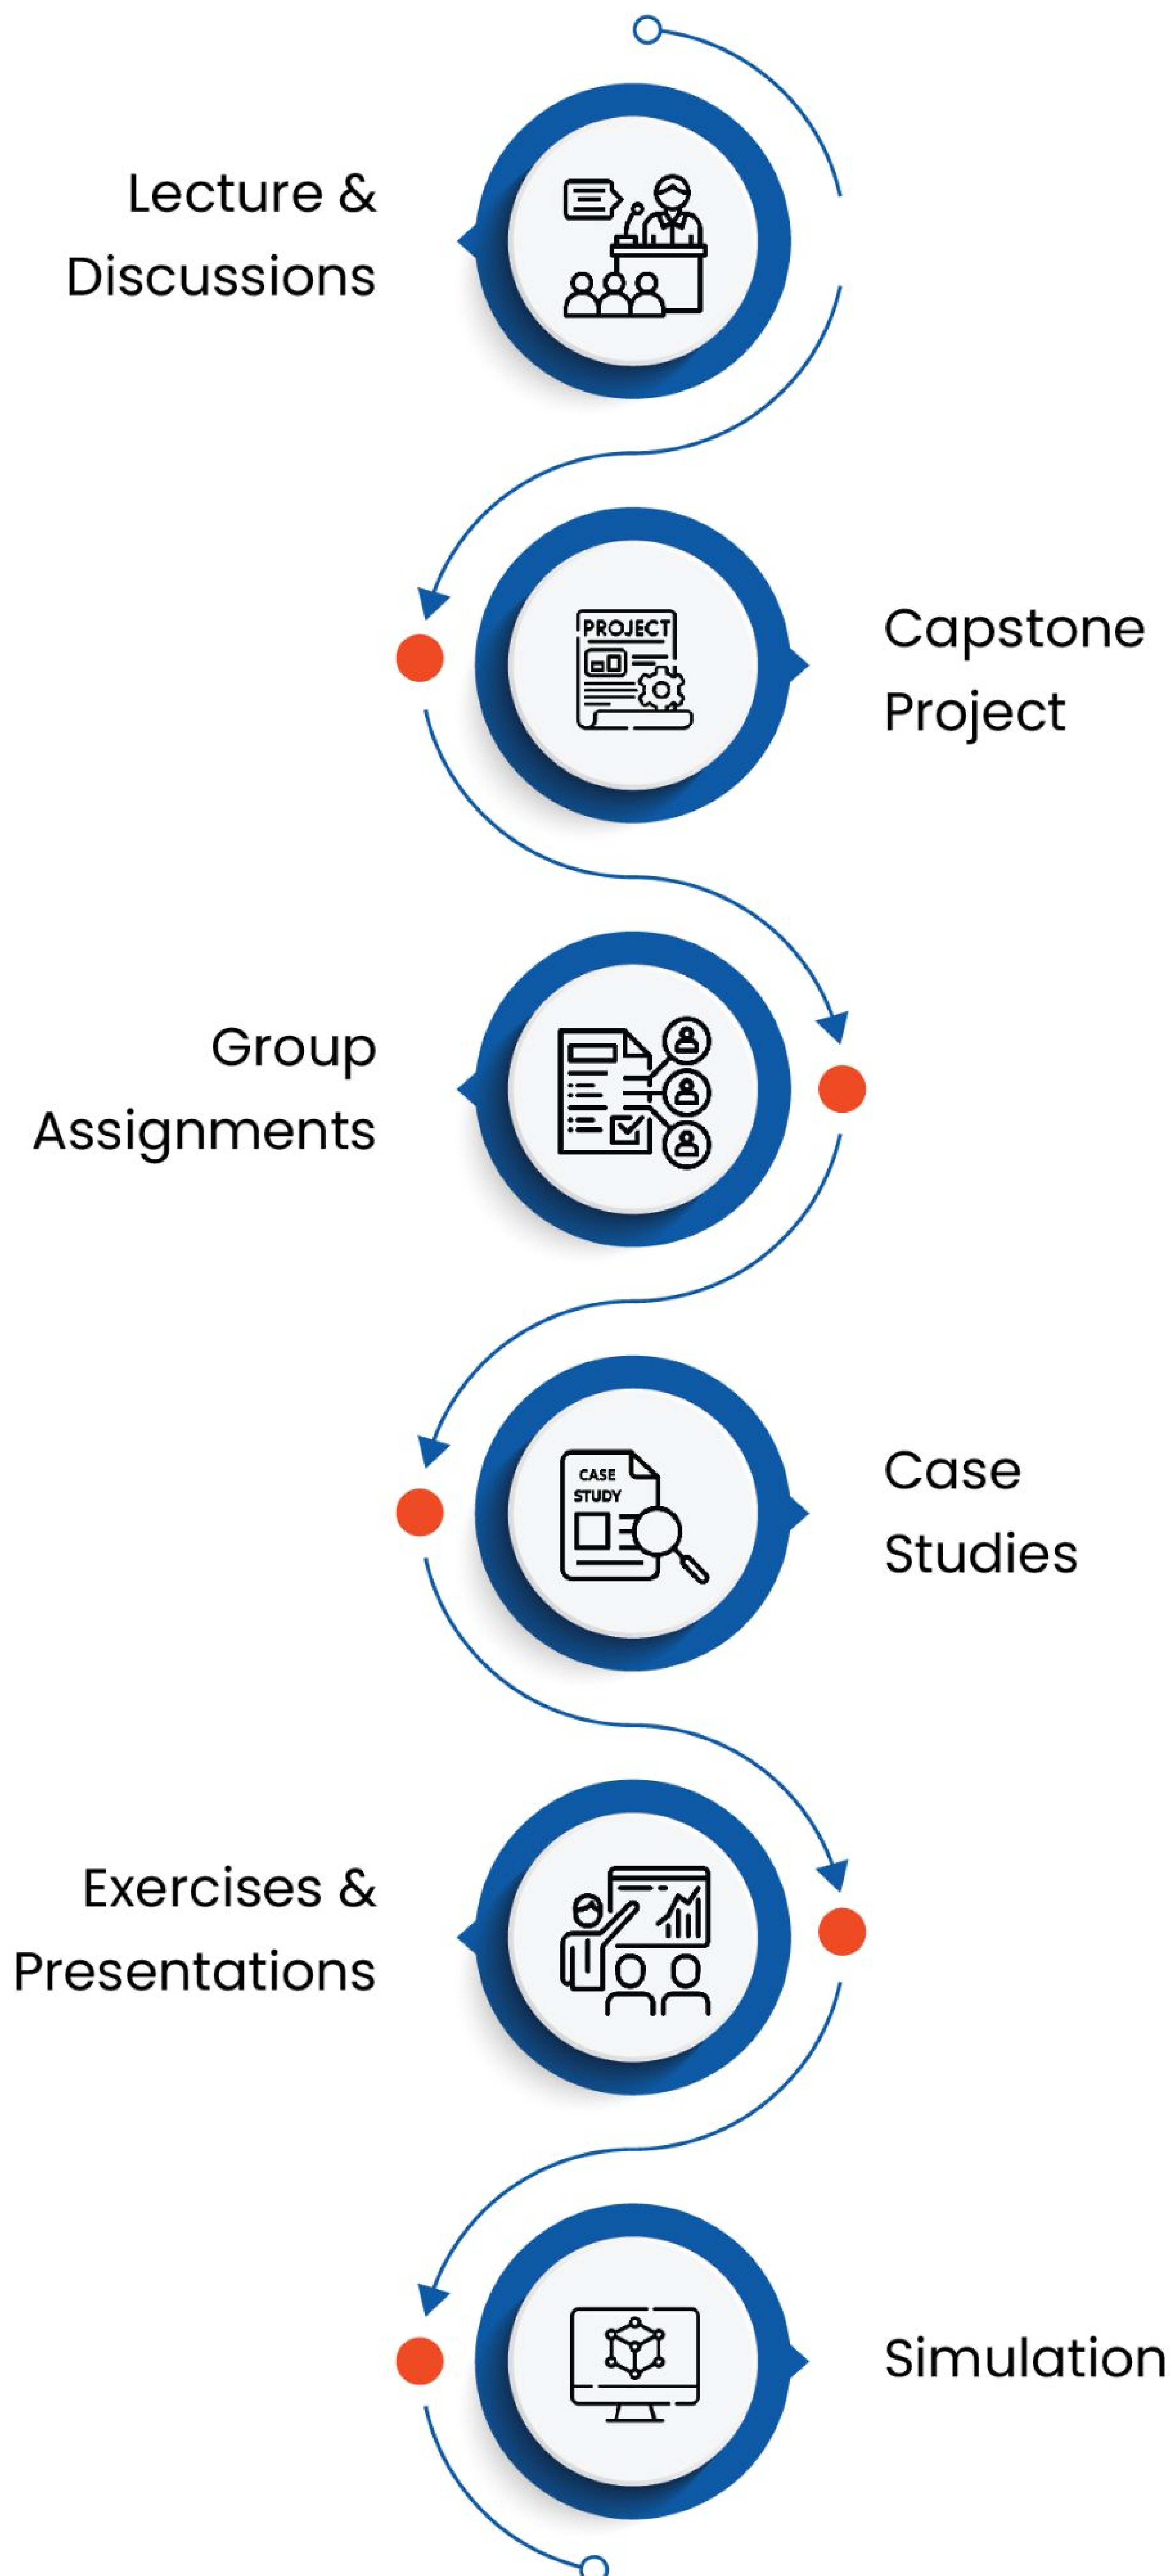 Lecture &
Discussions
PROJECT
Capstone
Project
Group
Assignments
CASE
STUDY
Case
Studies
Exercises &
Presentations
Simulation